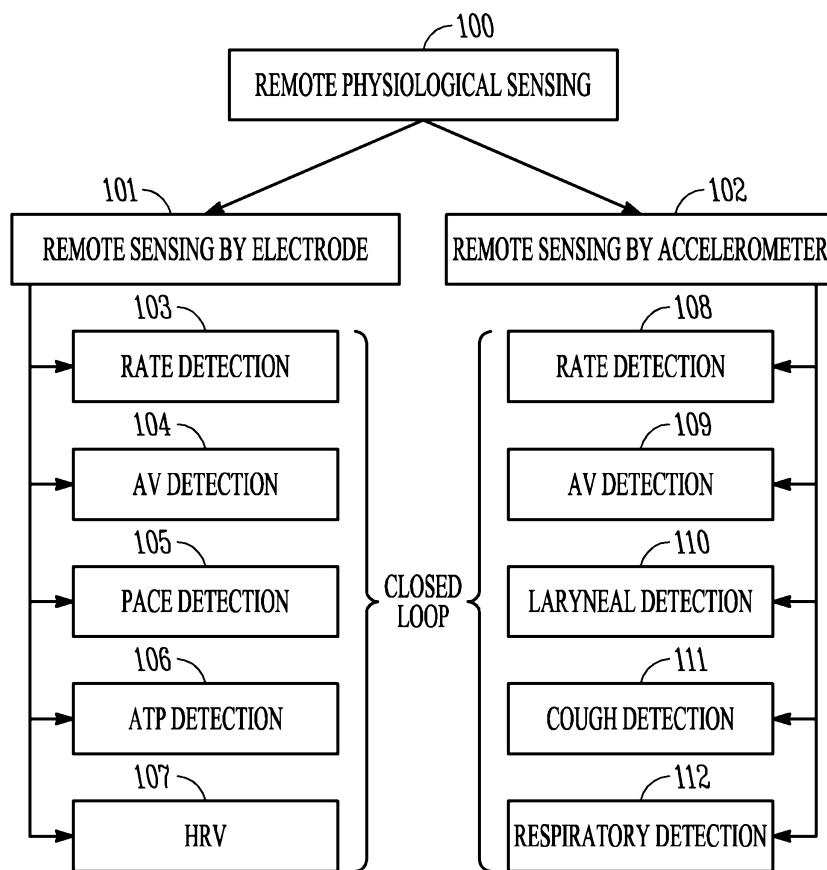 100
REMOTE PHYSIOLOGICAL SENSING
101
REMOTE SENSING BY ELECTRODE
102
REMOTE SENSING BY ACCELEROMETER
103
RATE DETECTION
104
AV DETECTION
105
PACE DETECTION
106
ATP DETECTION
107
HRV
CLOSED
LOOP
108
RATE DETECTION
109
AV DETECTION
110
LARYNEAL DETECTION
111
COUGH DETECTION
112
RESPIRATORY DETECTION